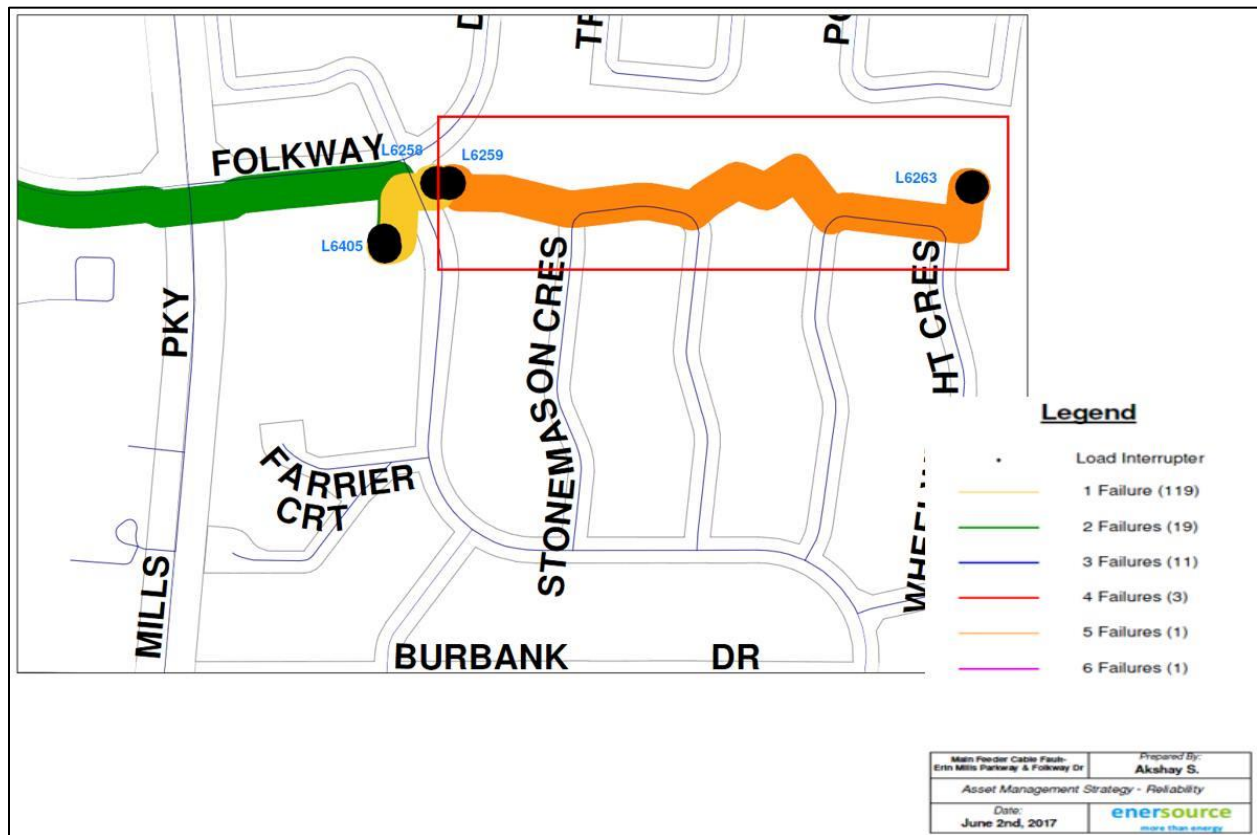 D
TR
PO
FOLKWAY
L6258
L6259
L6263
L6405
PKY
MILLS
STONEMASON CRES
HT CRES
WHEELW
FARRIER
CRT
BURBANK
DR
Legend
Load Interrupter
1 Failure (119)
2 Failures (19)
3 Failures (11)
4 Failures (3)
5 Failures (1)
6 Failures (1)
Main Feeder Cable Fault-
Erin Mills Parkway & Folkway Dr
Prepared By:
Akshay S.
Asset Management Strategy - Reliability
Date:
June 2nd, 2017
enersource
more than energy